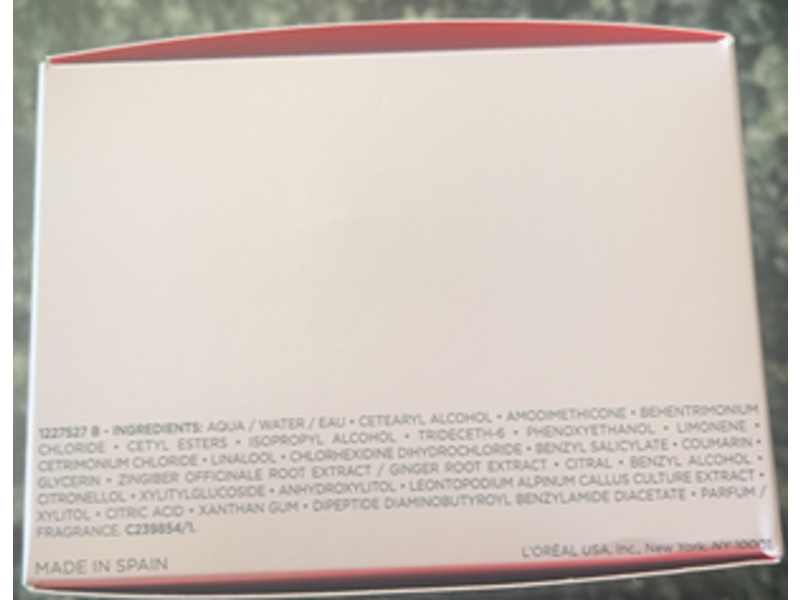 1227527 B - INGREDIENTS: AQUA / WATER / EAU • CETEARYL ALCOHOL • AMODIMETHICONE • BEHENTRIMONIUM
CHLORIDE • CETYL ESTERS • ISOPROPYL ALCOHOL • TRIDECETH-6 • PHENOXYETHANOL • LIMONENE •
CETRIMONIUM CHLORIDE • LINALOOL • CHLORHEXIDINE DIHYDROCHLORIDE • BENZYL SALICYLATE • COUMARIN •
GLYCERIN • ZINGIBER OFFICINALE ROOT EXTRACT / GINGER ROOT EXTRACT • CITRAL • BENZYL ALCOHOL •
CITRONELLOL • XYLITYLGLUCOSIDE • ANHYDROXYLITOL • LEONTOPODIUM ALPINUM CALLUS CULTURE EXTRACT •
XYLITOL • CITRIC ACID • XANTHAN GUM • DIPEPTIDE DIAMINOBUTYROYL BENZYLAMIDE DIACETATE • PARFUM /
FRAGRANCE. C239854/1.
L'ORÉAL USA, Inc., New York, NY 10001
MADE IN SPAIN